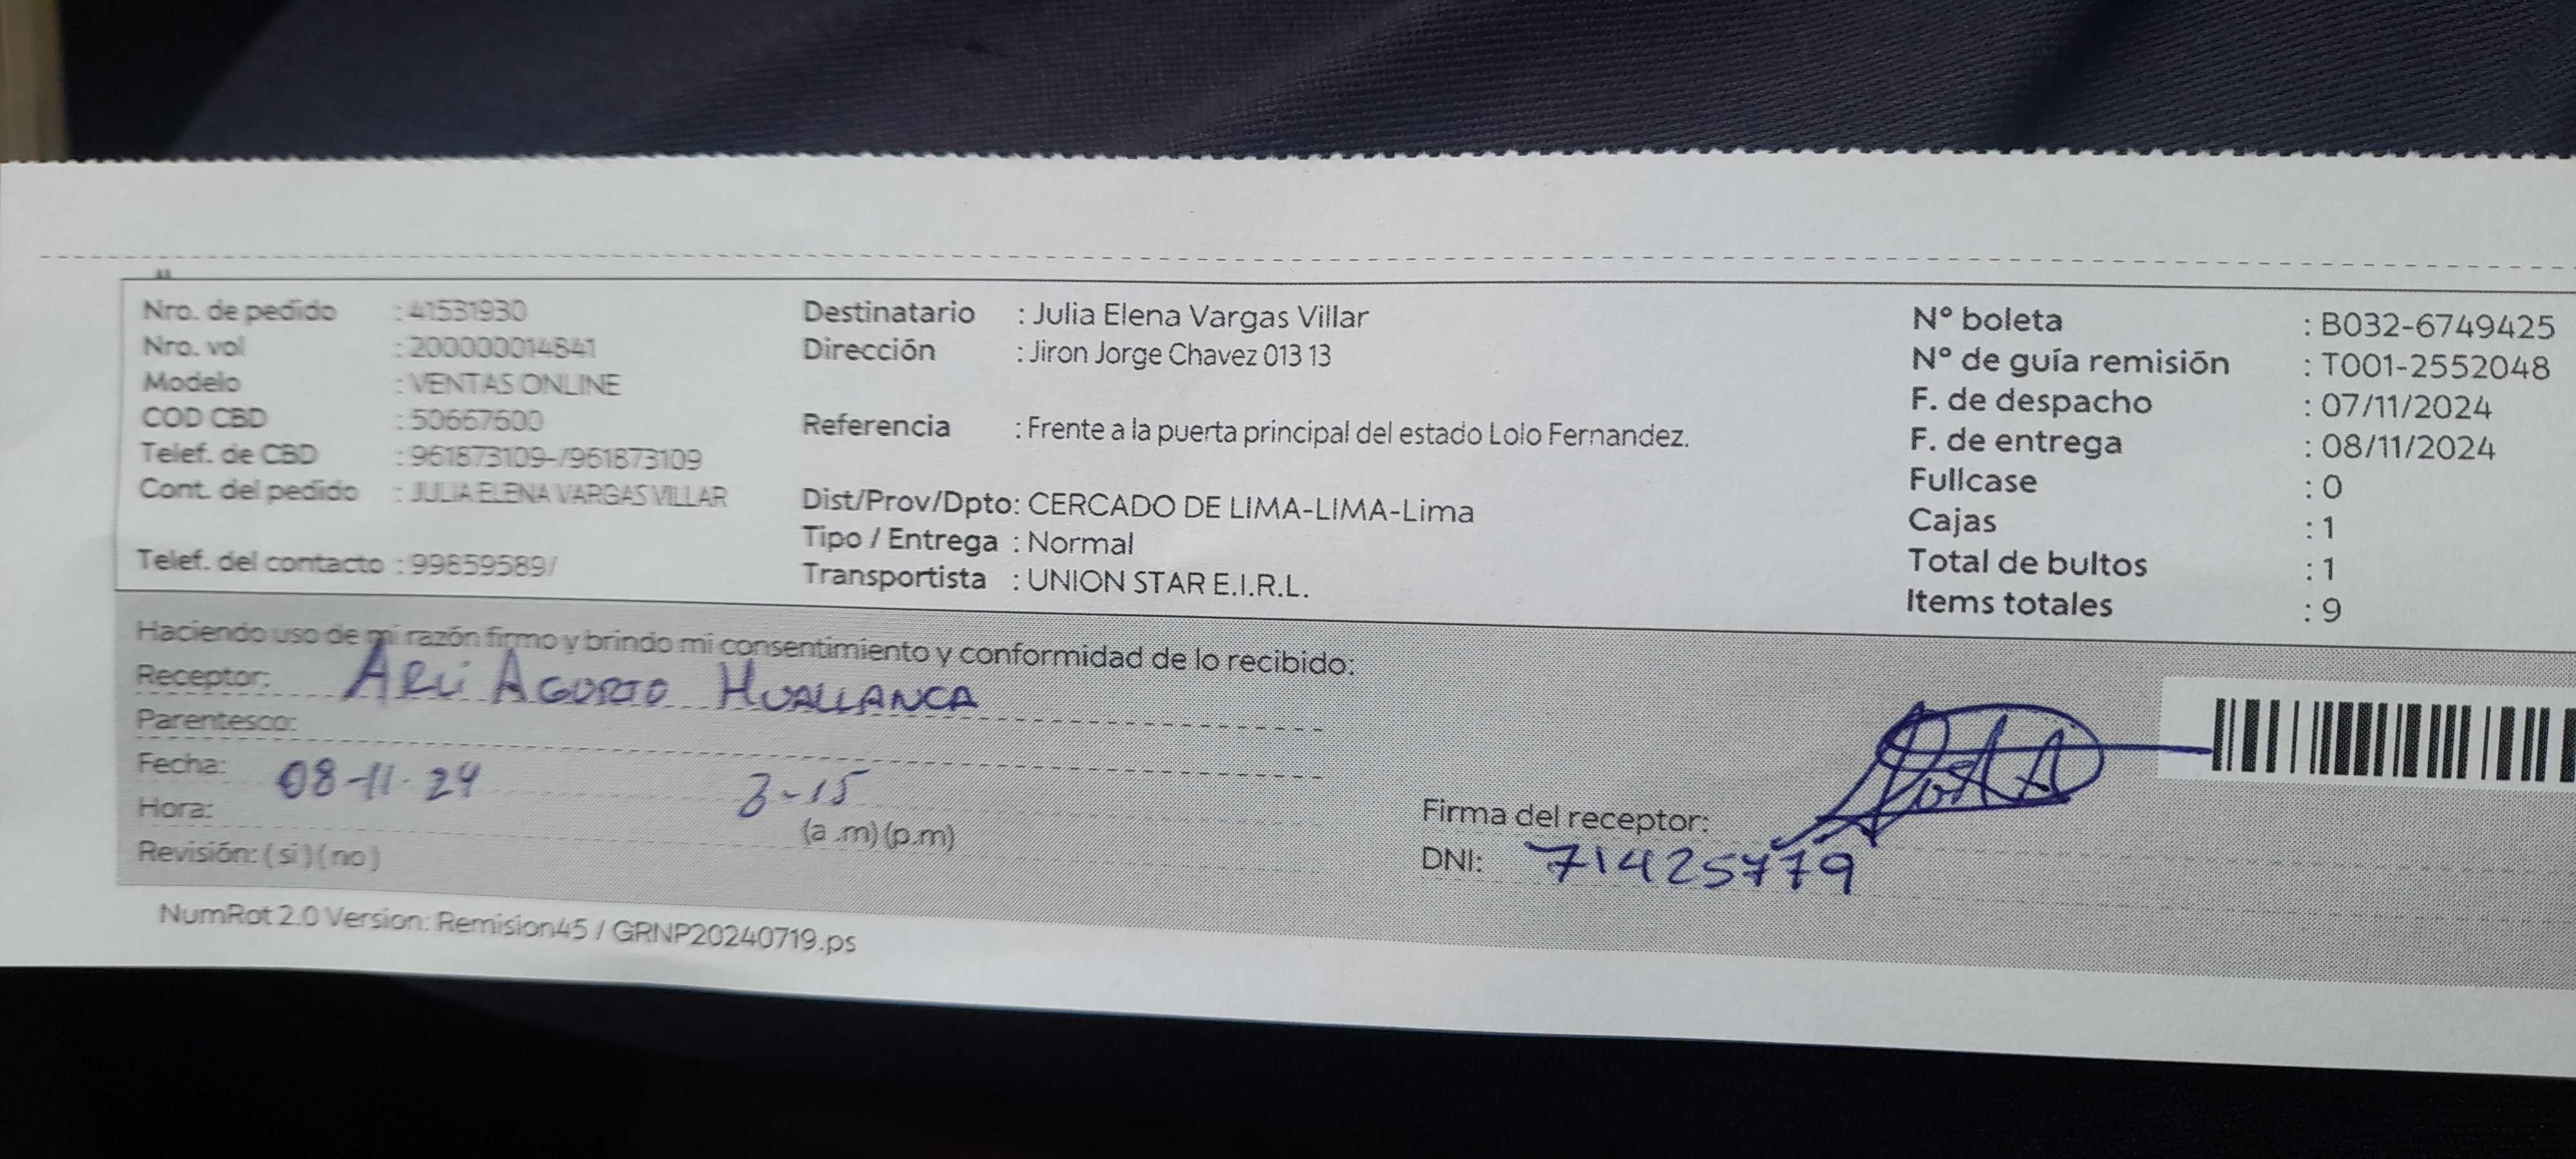 Nro. de pedido : 41531930
Nro. vol : 200000014841
Modelo : VENTAS ONLINE
COD CBD : 50667600
Telef. de CBD : 961873109-/961873109
Cont. del pedido : JULIA ELENA VARGAS VILLAR
Telef. del contacto : 99859589/
Destinatario : Julia Elena Vargas Villar
Dirección : Jiron Jorge Chavez 013 13
Referencia : Frente a la puerta principal del estado Lolo Fernandez.
Dist/Prov/Dpto: CERCADO DE LIMA-LIMA-Lima
Tipo / Entrega : Normal
Transportista : UNION STAR E.I.R.L.
N° boleta : B032-6749425
N° de guía remisión : T001-2552048
F. de despacho : 07/11/2024
F. de entrega : 08/11/2024
Fullcase : 0
Cajas : 1
Total de bultos : 1
Items totales : 9
Haciendo uso de mi razón firmo y brindo mi consentimiento y conformidad de lo recibido:
Receptor: HUALLANCA
Parentesco:
Fecha: 08-11-24
Hora: 3-15 (a .m) (p.m)
Revisión: ( si ) ( no )
Firma del receptor:
DNI: 71425779
NumRot 2.0 Version: Remision45 / GRNP20240719.ps